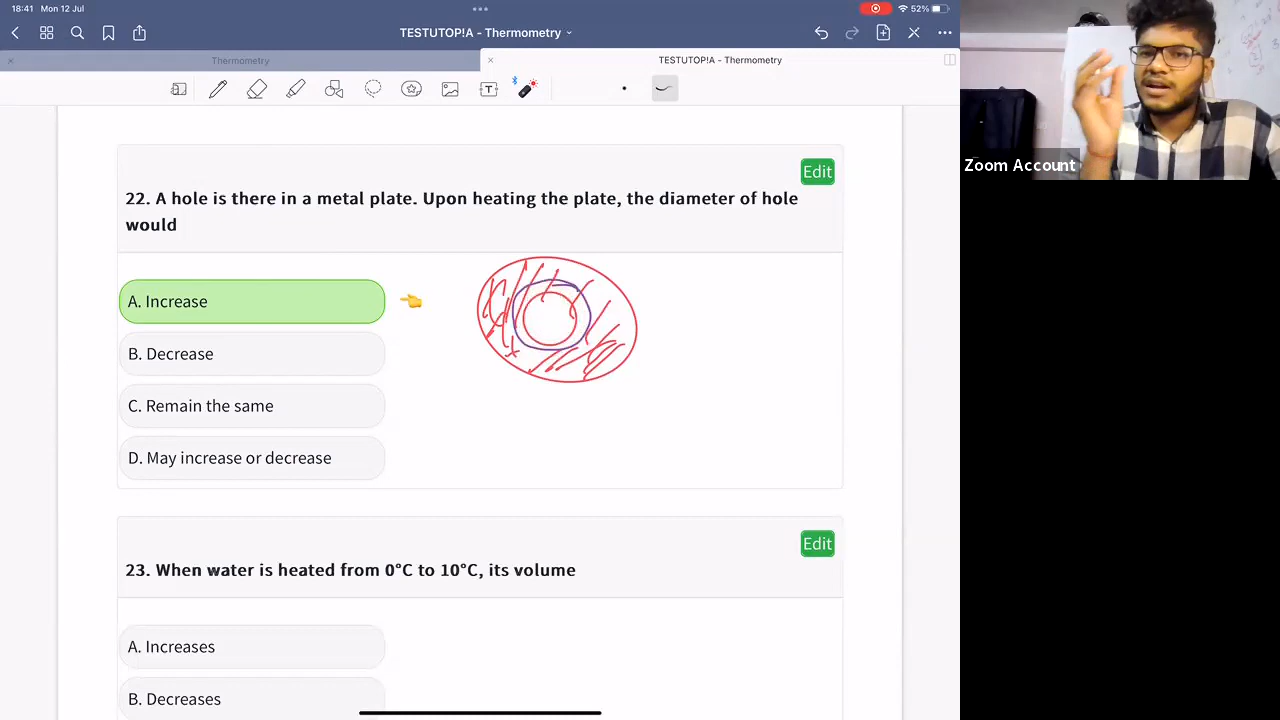 18:41 Mon 12 Jul
52%
TESTUTOP!A - Thermometry
Thermometry
TESTUTOP!A - Thermometry
T
Zoom Account
Edit
22. A hole is there in a metal plate. Upon heating the plate, the diameter of hole
would
A. Increase
B. Decrease
C. Remain the same
D. May increase or decrease
Edit
23. When water is heated from 0°C to 10°C, its volume
A. Increases
B. Decreases